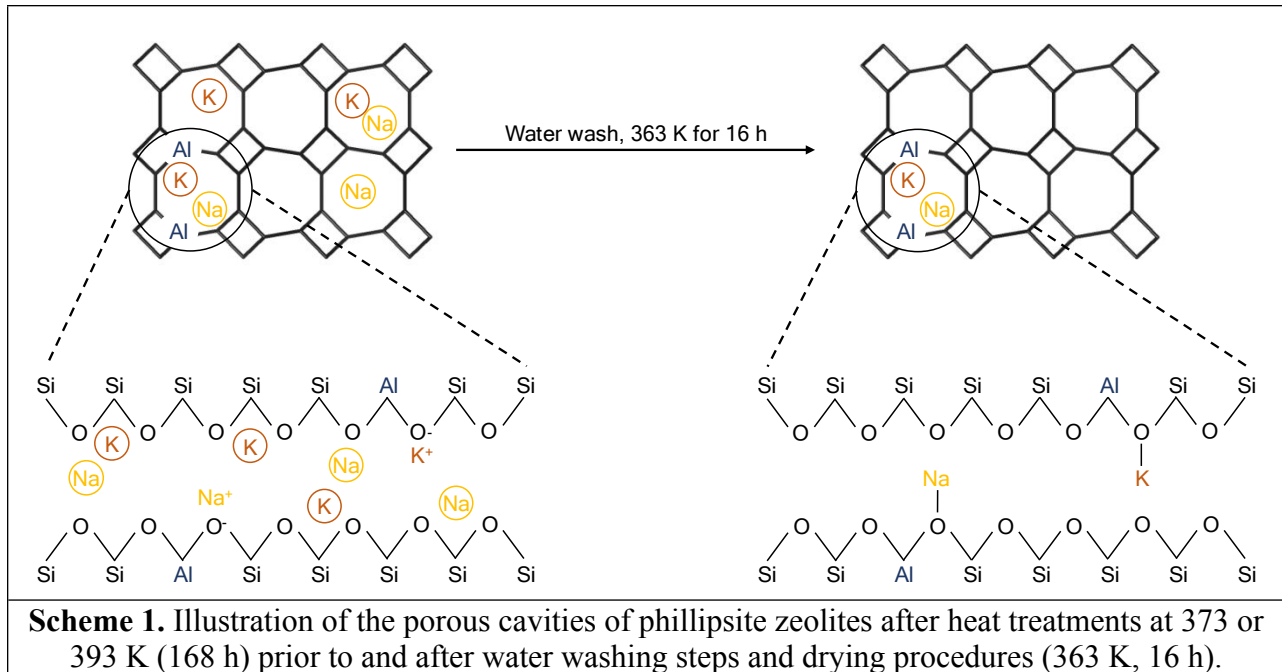 K K Na
Al K Na Al Na
Water wash, 363 K for 16 h
Al K Na Al
Si Si Si Si Si Al Si Si
O O O O O O- O
K K K+
Na Na
Na+ K Na
O O O- O O O O
Si Si Al Si Si Si Si Si
Si Si Si Si Si Al Si Si
O O O O O O O
Na K
O O O O O O O
Si Si Al Si Si Si Si Si
Scheme 1. Illustration of the porous cavities of phillipsite zeolites after heat treatments at 373 or
393 K (168 h) prior to and after water washing steps and drying procedures (363 K, 16 h).